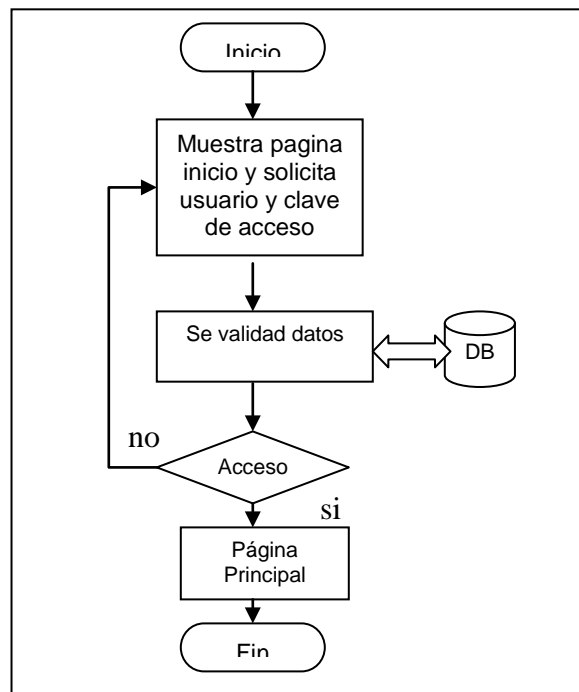 Inicio
Muestra pagina
inicio y solicita
usuario y clave
de acceso
Se validad datos
DB
no
Acceso
si
Página
Principal
Fin